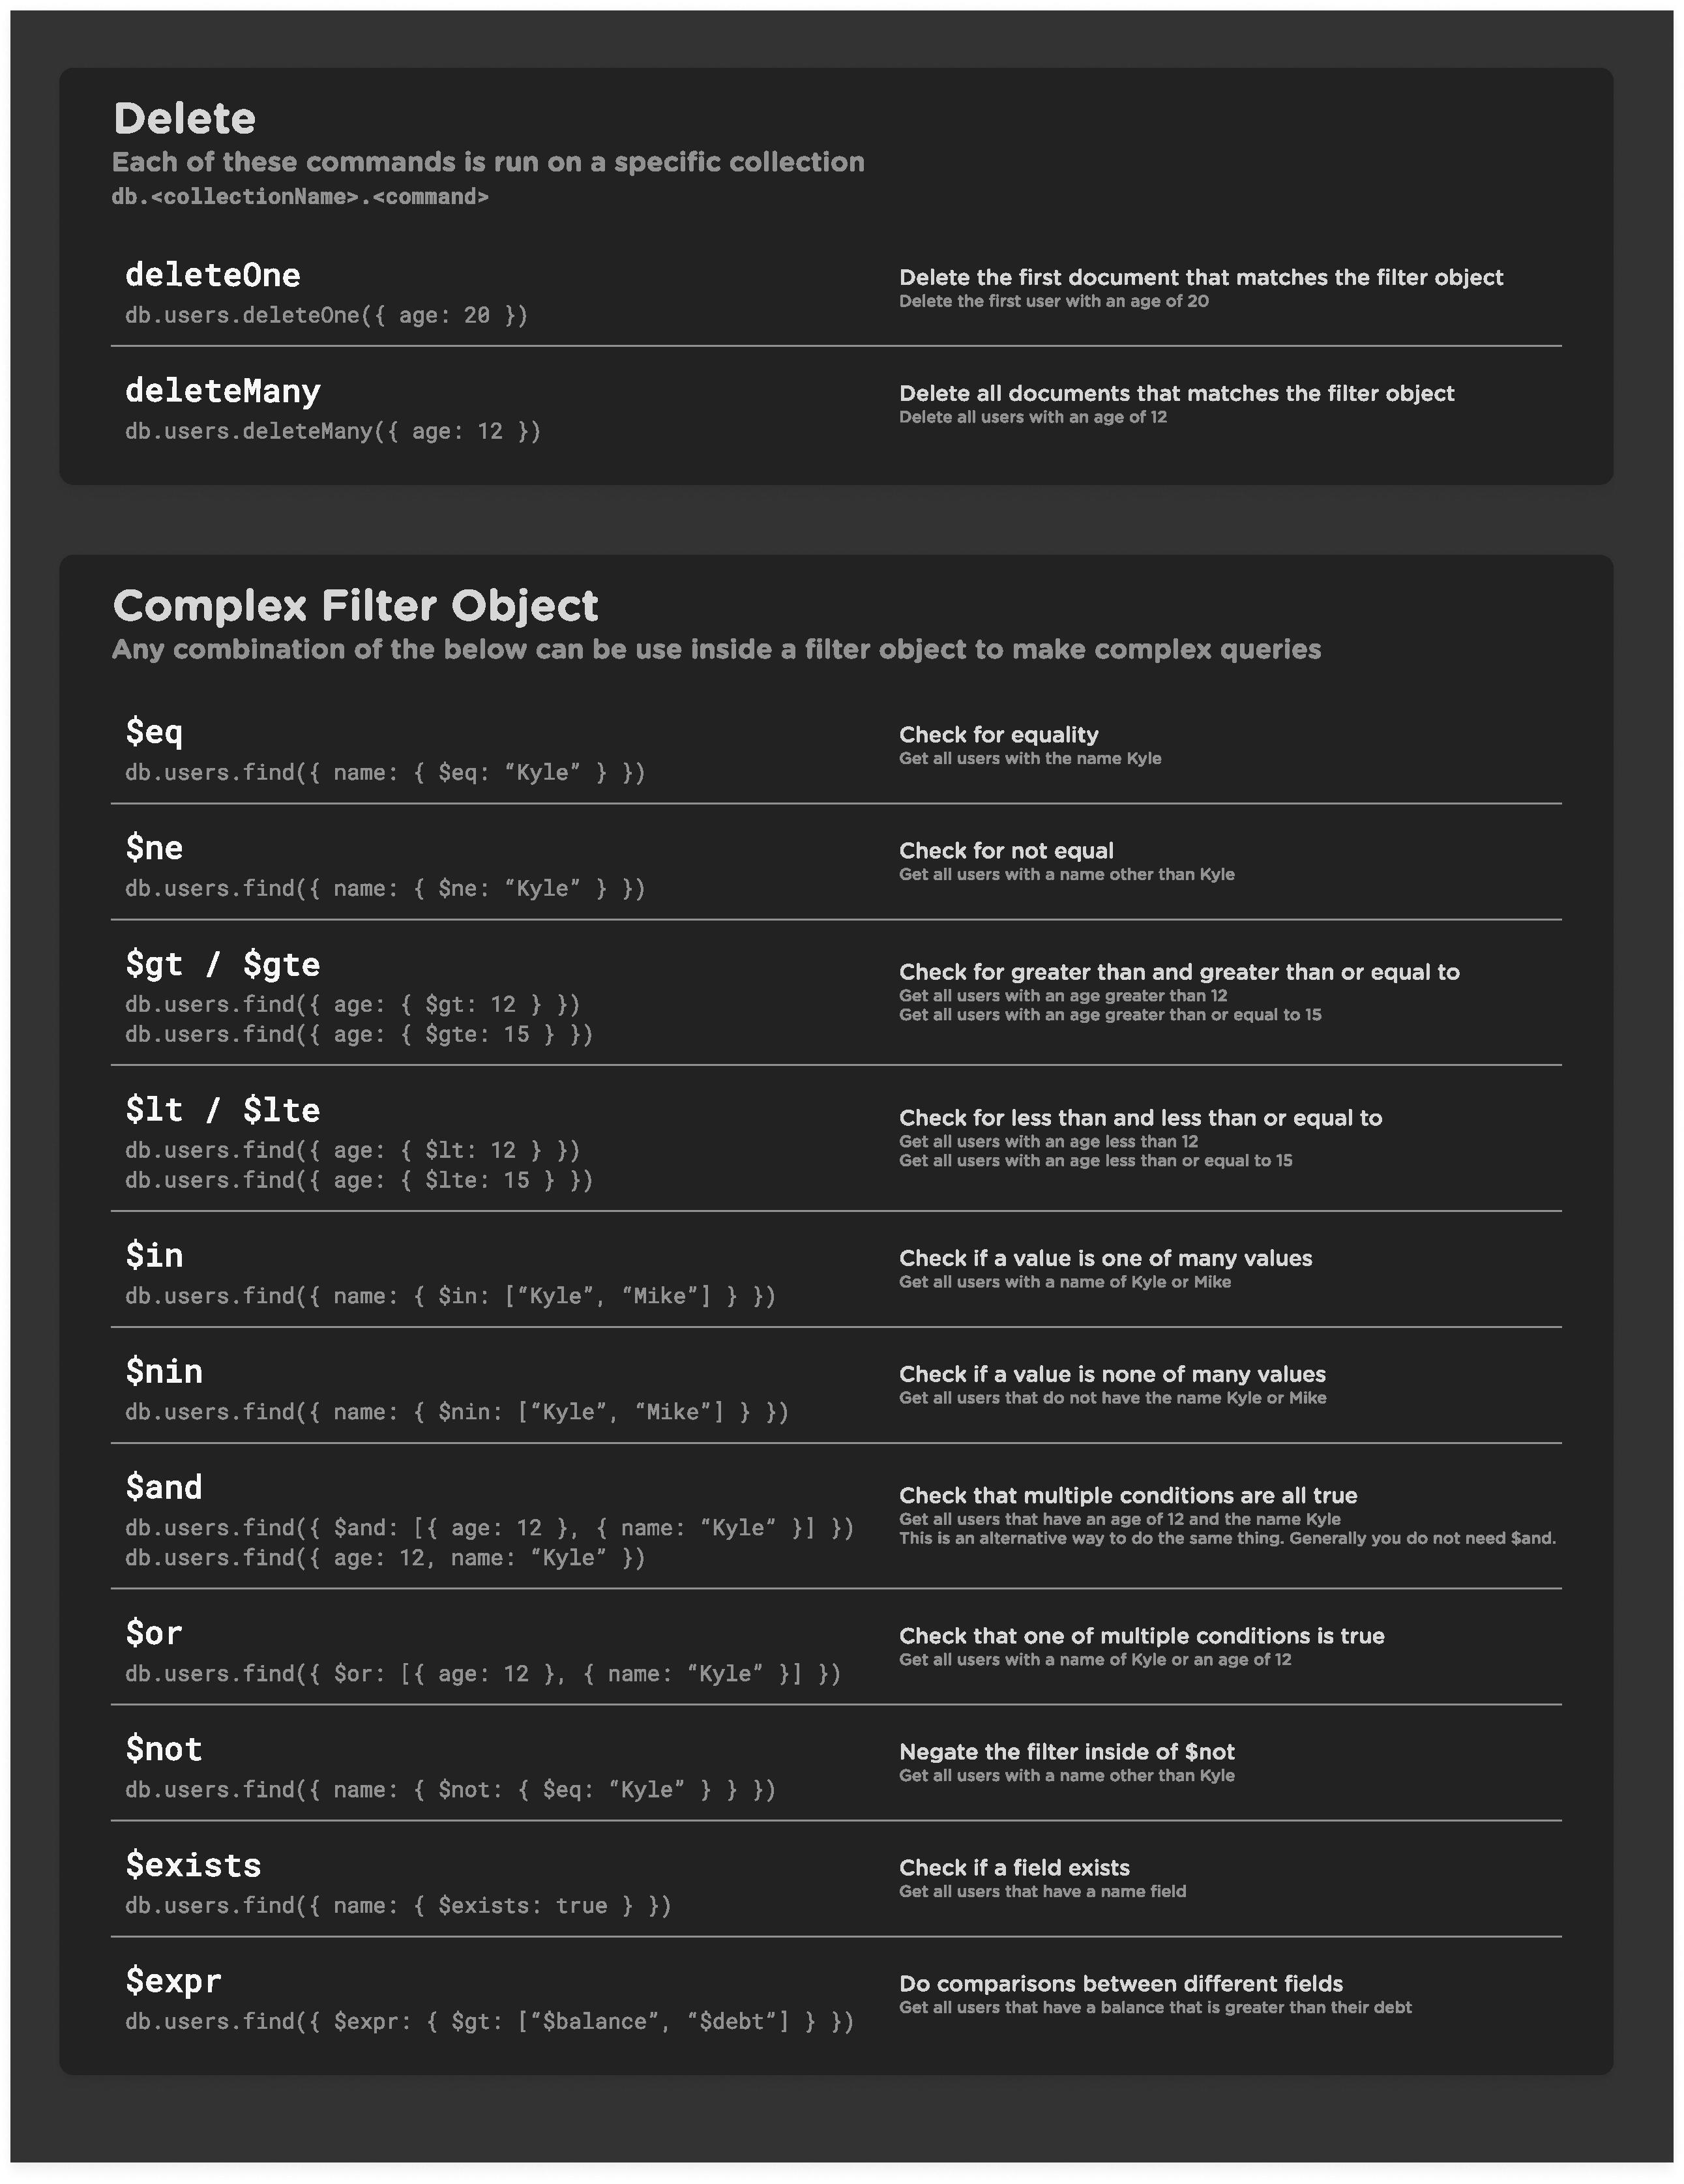 Delete
Each of these commands is run on a specific collection
db.<collectionName>.<command>
deleteOne
db.users.deleteOne({ age: 20 })
Delete the first document that matches the filter object
Delete the first user with an age of 20
deleteMany
db.users.deleteMany({ age: 12 })
Delete all documents that matches the filter object
Delete all users with an age of 12
Complex Filter Object
Any combination of the below can be use inside a filter object to make complex queries
$eq
db.users.find({ name: { $eq: “Kyle” } })
Check for equality
Get all users with the name Kyle
$ne
db.users.find({ name: { $ne: “Kyle” } })
Check for not equal
Get all users with a name other than Kyle
$gt / $gte
db.users.find({ age: { $gt: 12 } })
db.users.find({ age: { $gte: 15 } })
Check for greater than and greater than or equal to
Get all users with an age greater than 12
Get all users with an age greater than or equal to 15
$lt / $lte
db.users.find({ age: { $lt: 12 } })
db.users.find({ age: { $lte: 15 } })
Check for less than and less than or equal to
Get all users with an age less than 12
Get all users with an age less than or equal to 15
$in
db.users.find({ name: { $in: [“Kyle”, “Mike”] } })
Check if a value is one of many values
Get all users with a name of Kyle or Mike
$nin
db.users.find({ name: { $nin: [“Kyle”, “Mike”] } })
Check if a value is none of many values
Get all users that do not have the name Kyle or Mike
$and
db.users.find({ $and: [{ age: 12 }, { name: “Kyle” }] })
db.users.find({ age: 12, name: “Kyle” })
Check that multiple conditions are all true
Get all users that have an age of 12 and the name Kyle
This is an alternative way to do the same thing. Generally you do not need $and.
$or
db.users.find({ $or: [{ age: 12 }, { name: “Kyle” }] })
Check that one of multiple conditions is true
Get all users with a name of Kyle or an age of 12
$not
db.users.find({ name: { $not: { $eq: “Kyle” } } })
Negate the filter inside of $not
Get all users with a name other than Kyle
$exists
db.users.find({ name: { $exists: true } })
Check if a field exists
Get all users that have a name field
$expr
db.users.find({ $expr: { $gt: [“$balance”, “$debt”] } })
Do comparisons between different fields
Get all users that have a balance that is greater than their debt